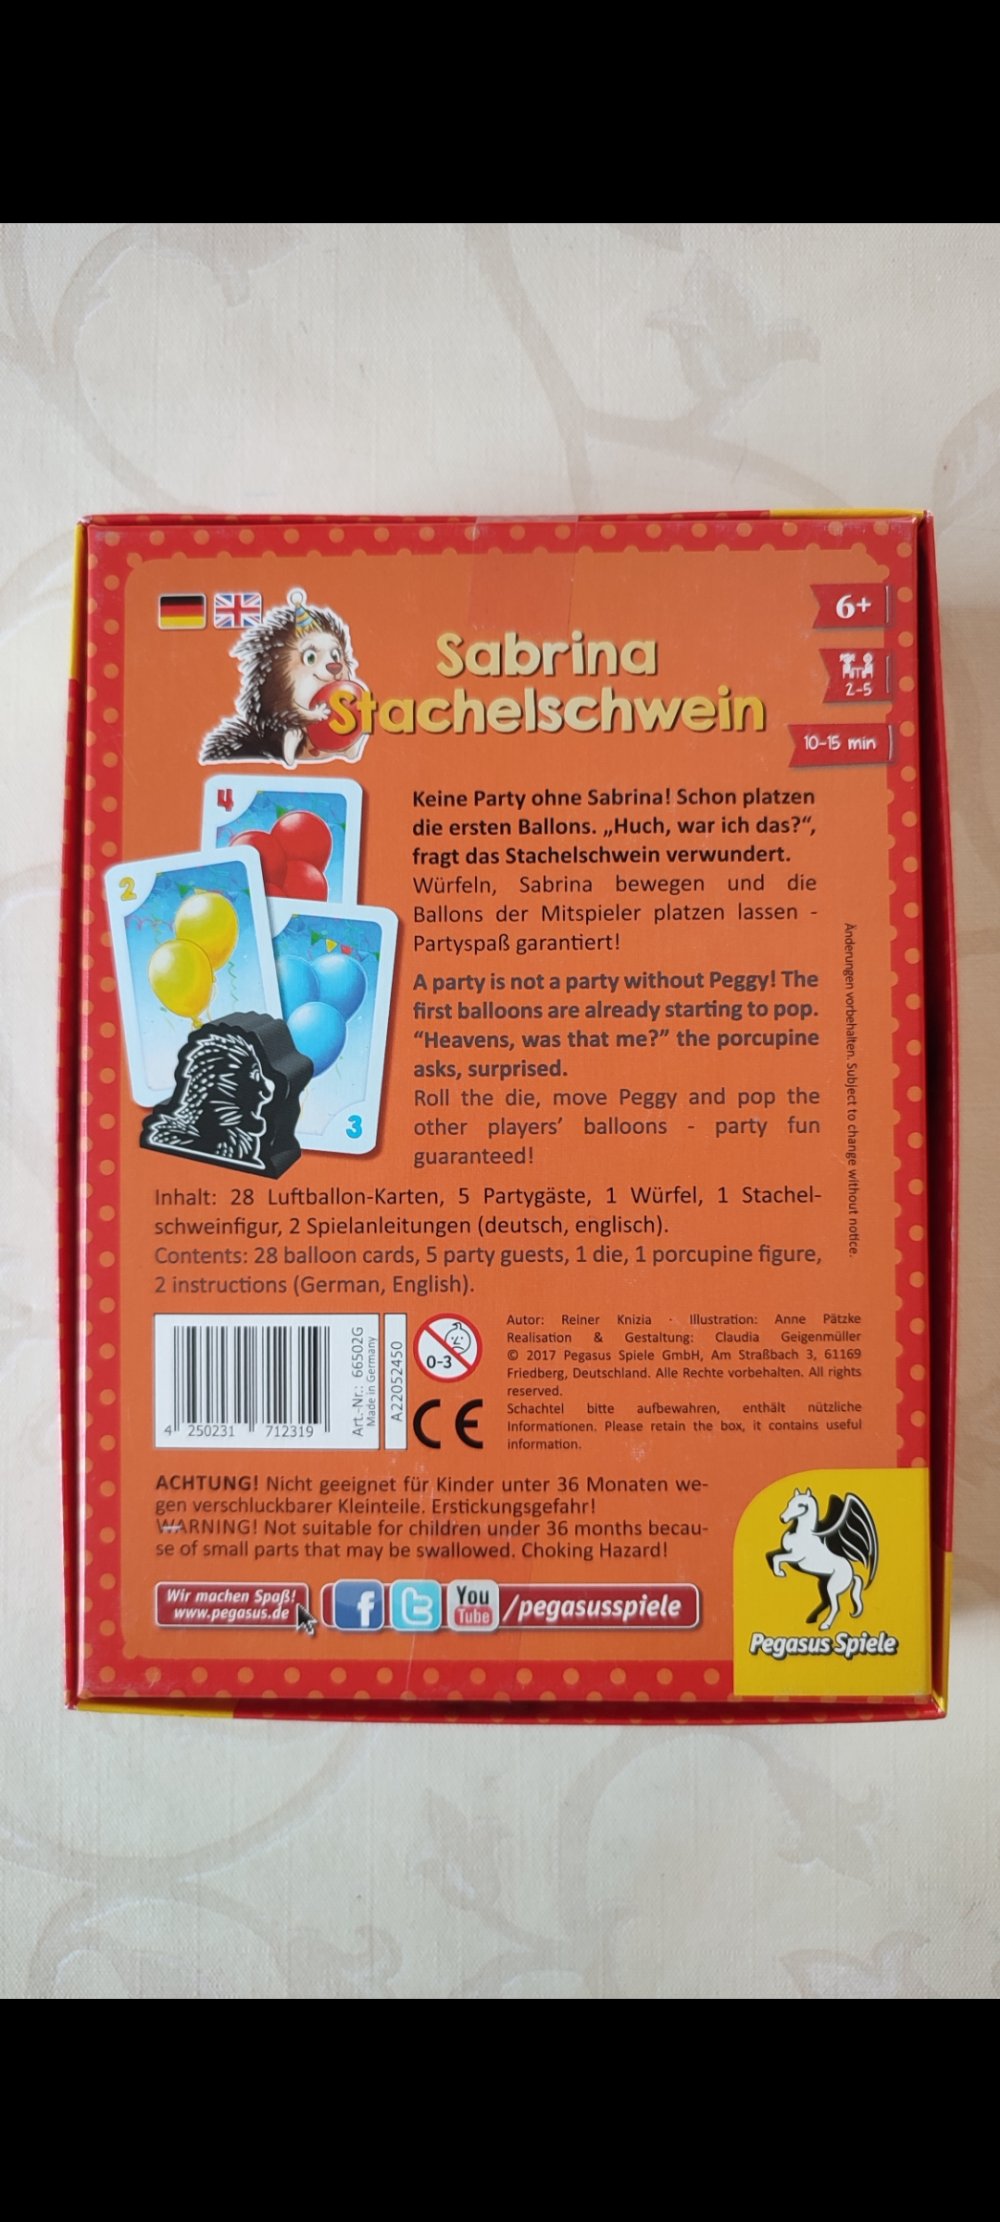 Sabrina
Stachelschwein
6+
2-5
10-15 min
4
2
3
Keine Party ohne Sabrina! Schon platzen
die ersten Ballons. „Huch, war ich das?“,
fragt das Stachelschwein verwundert.
Würfeln, Sabrina bewegen und die
Ballons der Mitspieler platzen lassen -
Partyspaß garantiert!
A party is not a party without Peggy! The
first balloons are already starting to pop.
“Heavens, was that me?” the porcupine
asks, surprised.
Roll the die, move Peggy and pop the
other players’ balloons - party fun
guaranteed!
Änderungen vorbehalten. Subject to change without notice.
Inhalt: 28 Luftballon-Karten, 5 Partygäste, 1 Würfel, 1 Stachel-
schweinfigur, 2 Spielanleitungen (deutsch, englisch).
Contents: 28 balloon cards, 5 party guests, 1 die, 1 porcupine figure,
2 instructions (German, English).
4 250231 712319
Art.-Nr.: 66502G
Made in Germany
A22052450
0-3
CE
Autor: Reiner Knizia · Illustration: Anne Pätzke
Realisation & Gestaltung: Claudia Geigenmüller
© 2017 Pegasus Spiele GmbH, Am Straßbach 3, 61169
Friedberg, Deutschland. Alle Rechte vorbehalten. All rights
reserved.
Schachtel bitte aufbewahren, enthält nützliche
Informationen. Please retain the box, it contains useful
information.
ACHTUNG! Nicht geeignet für Kinder unter 36 Monaten we-
gen verschluckbarer Kleinteile. Erstickungsgefahr!
WARNING! Not suitable for children under 36 months becau-
se of small parts that may be swallowed. Choking Hazard!
Wir machen Spaß!
www.pegasus.de
f
t
You
Tube
/pegasusspiele
Pegasus Spiele